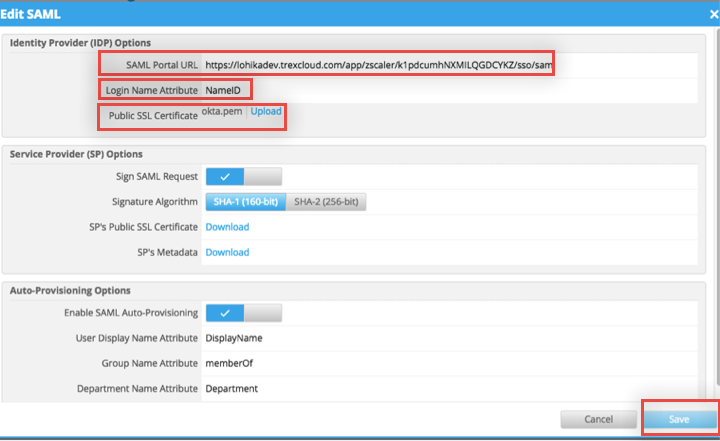 Edit SAML
Identity Provider (IDP) Options
SAML Portal URL https://lohikadev.trexcloud.com/app/zscaler/k1pdcumhNXMILQGDCYKZ/sso/sam
Login Name Attribute NameID
Public SSL Certificate okta.pem Upload
Service Provider (SP) Options
Sign SAML Request
Signature Algorithm SHA-1 (160-bit) SHA-2 (256-bit)
SP's Public SSL Certificate Download
SP's Metadata Download
Auto-Provisioning Options
Enable SAML Auto-Provisioning
User Display Name Attribute DisplayName
Group Name Attribute memberOf
Department Name Attribute Department
Cancel Save